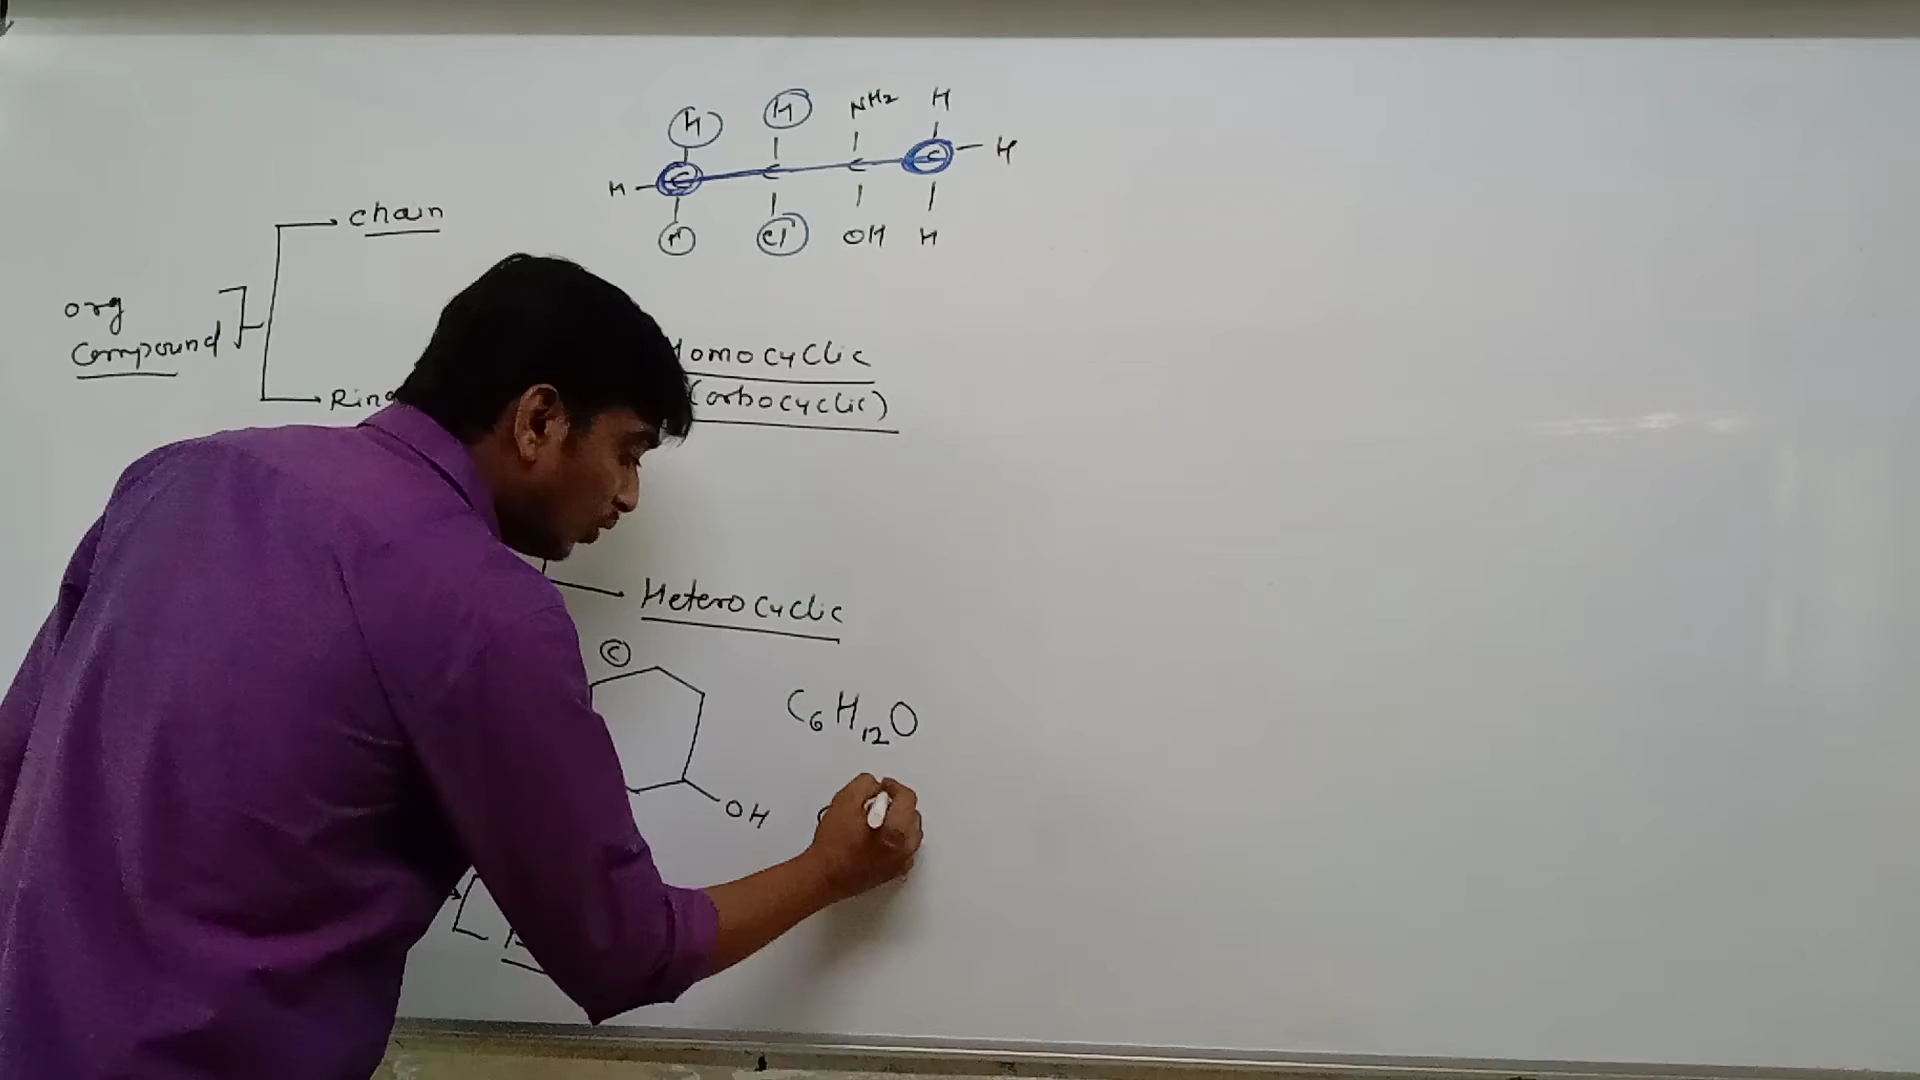 H H NH2 H
H - C - C - C - C - H
H Cl OH H
chain
org
compound
Ring
Homocyclic
(Carbocyclic)
Heterocyclic
C
C6H12O
OH